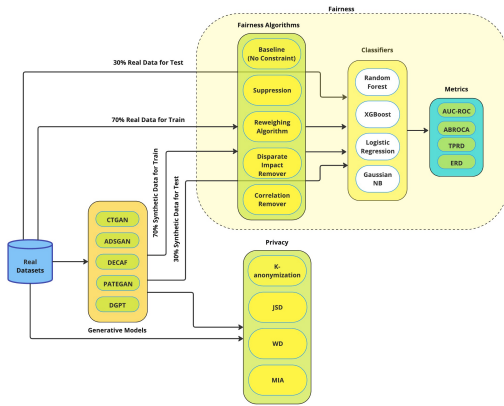 Fairness
Fairness Algorithms
Baseline
(No Constraint)
Suppression
Reweighing
Algorithm
Disparate
Impact
Remover
Correlation
Remover
Classifiers
Random
Forest
XGBoost
Logistic
Regression
Gaussian
NB
Metrics
AUC-ROC
ABROCA
TPRD
ERD
30% Real Data for Test
70% Real Data for Train
70% Synthetic Data for Train
30% Synthetic Data for Test
Real
Datasets
CTGAN
ADSGAN
DECAF
PATEGAN
DGPT
Generative Models
Privacy
K-
anonymization
JSD
WD
MIA